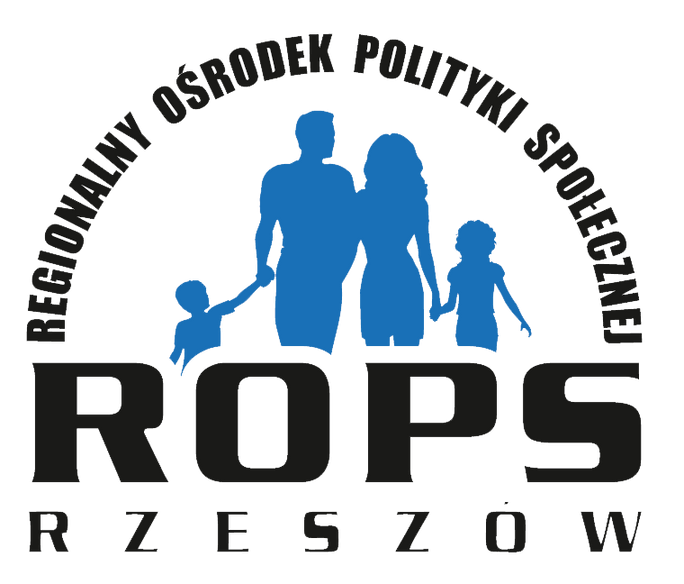 REGIONALNY OŚRODEK POLITYKI SPOŁECZNEJ
ROPS
RZESZÓW